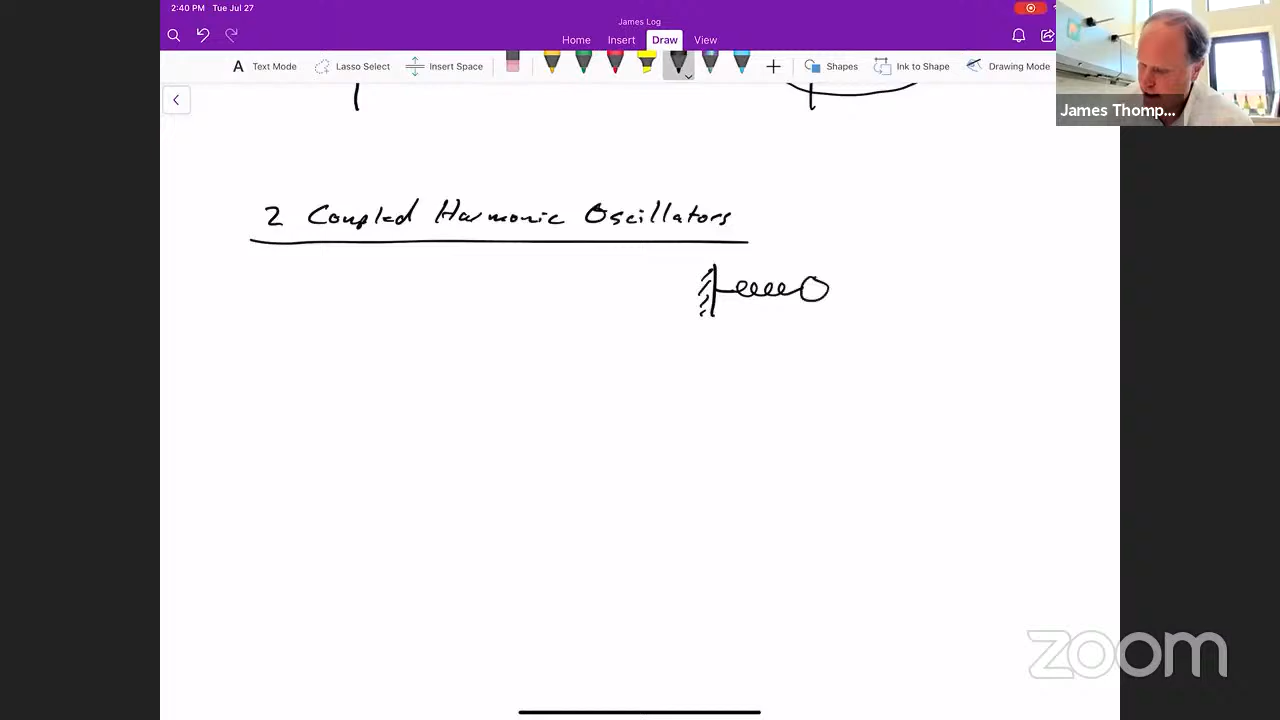 2:40 PM Tue Jul 27
James Log
Home Insert Draw View
Text Mode Lasso Select Insert Space Shapes Ink to Shape Drawing Mode
James Thomp...
2 Coupled Harmonic Oscillators
zoom